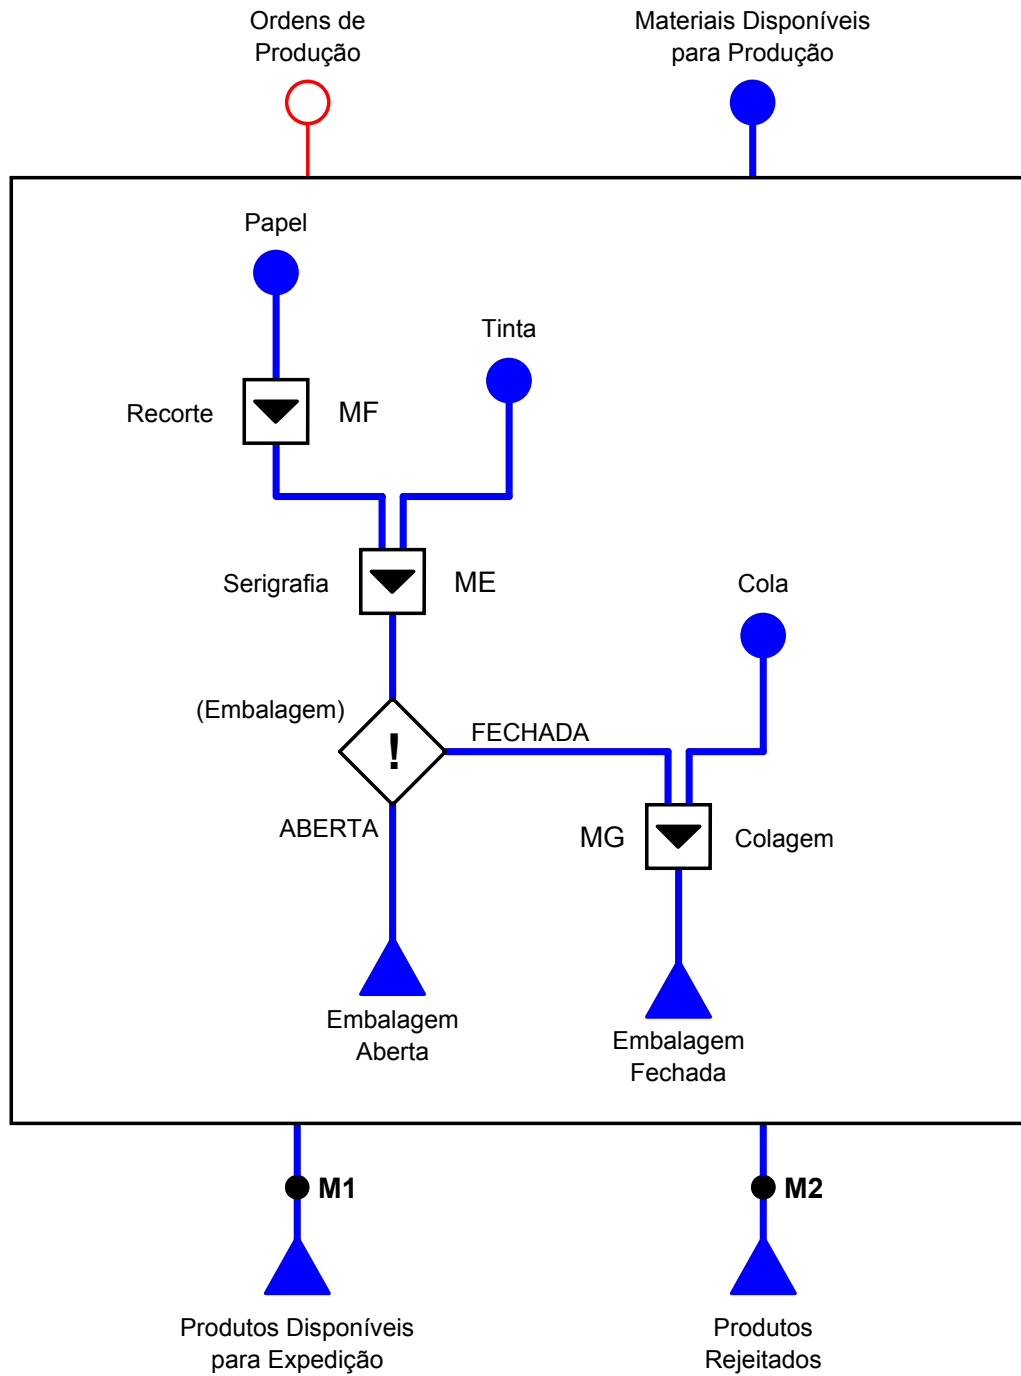 Ordens de
Produção
Materiais Disponíveis
para Produção
Papel
Tinta
Recorte
MF
Serigrafia
ME
Cola
(Embalagem)
!
FECHADA
ABERTA
MG
Colagem
Embalagem
Aberta
Embalagem
Fechada
M1
M2
Produtos Disponíveis
para Expedição
Produtos
Rejeitados